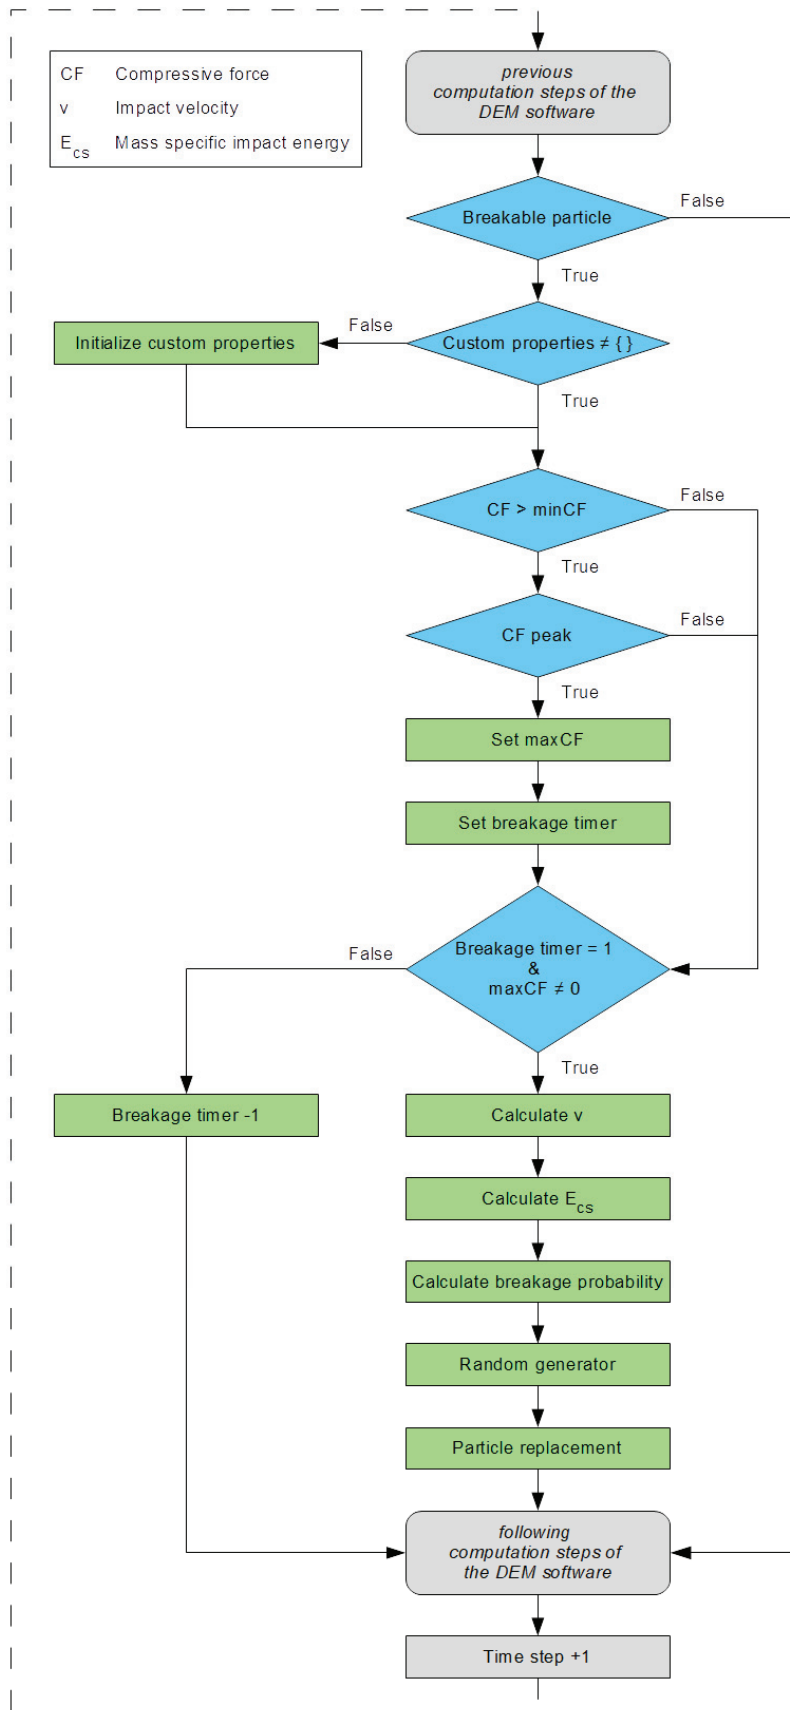 CF Compressive force
v Impact velocity
E_cs Mass specific impact energy
previous
computation steps of the
DEM software
Breakable particle
False
True
Custom properties ≠ { }
False
Initialize custom properties
True
CF > minCF
False
True
CF peak
False
True
Set maxCF
Set breakage timer
Breakage timer = 1
&
maxCF ≠ 0
False
True
Breakage timer -1
Calculate v
Calculate E_cs
Calculate breakage probability
Random generator
Particle replacement
following
computation steps of
the DEM software
Time step +1